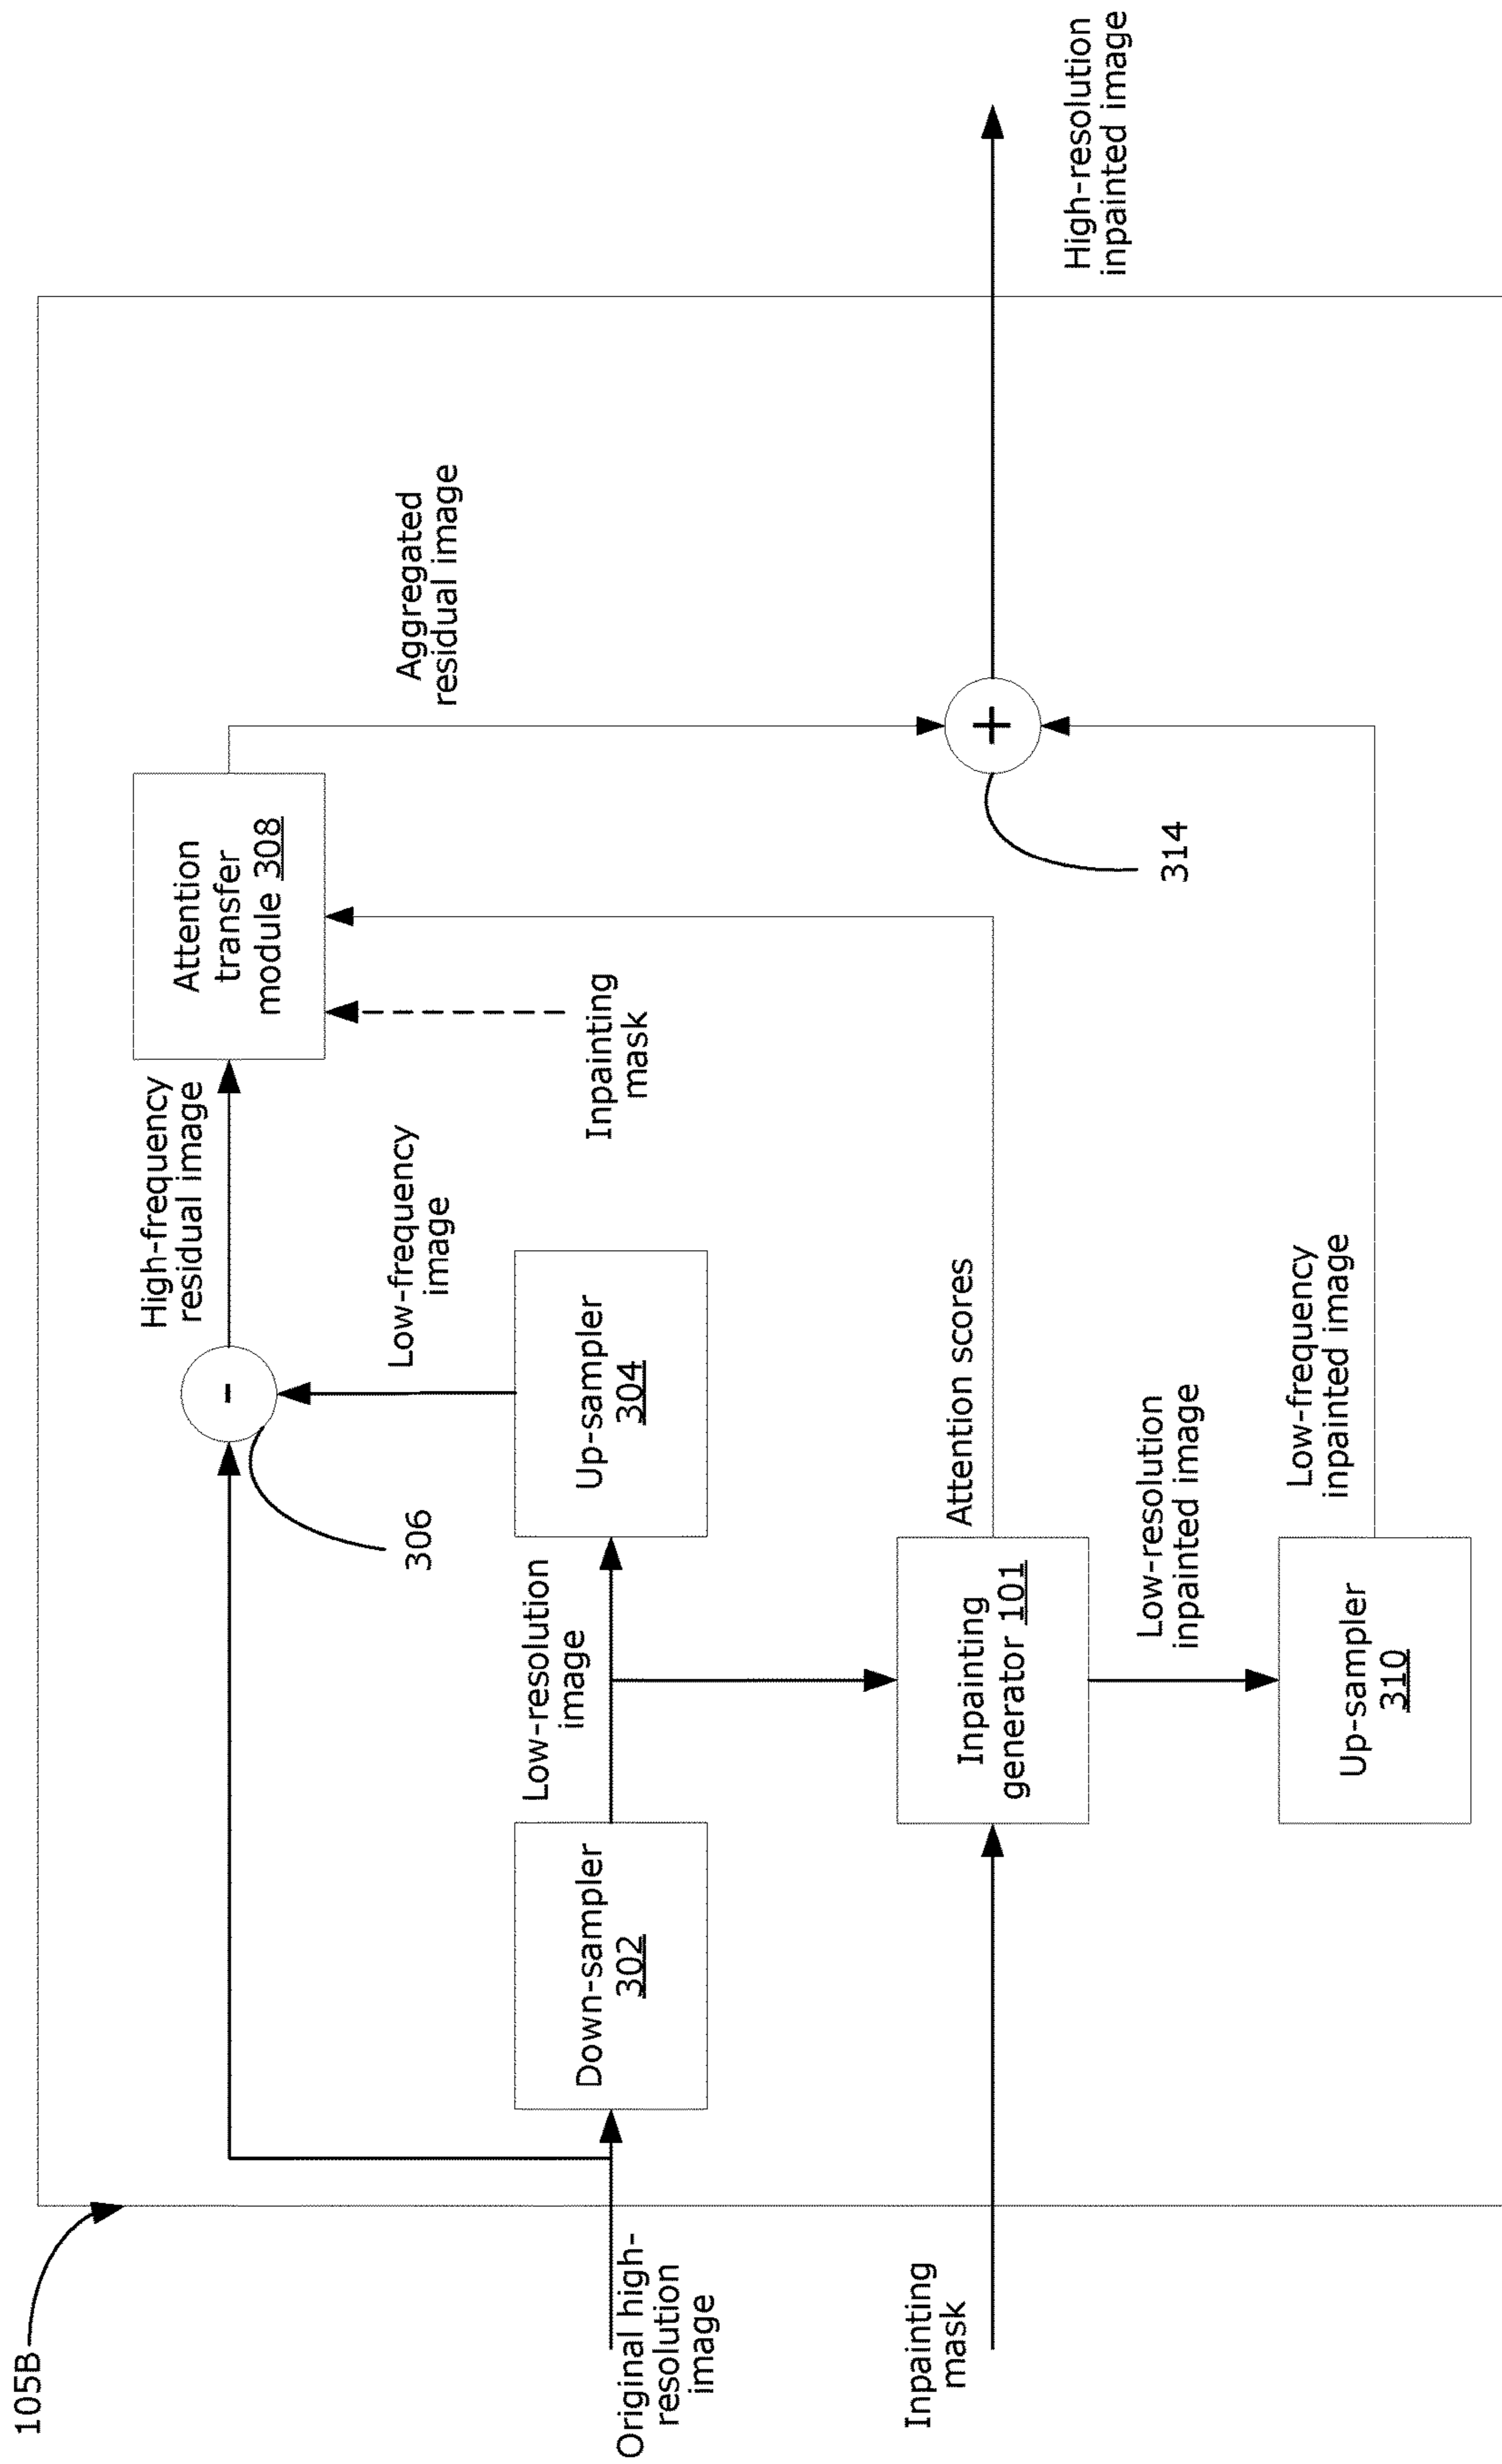 105B
High-frequency
residual image
Attention
transfer
module 308
306
Low-frequency
image
Aggregated
residual image
Original high-
resolution
image
Down-sampler
302
Low-resolution
image
Up-sampler
304
Inpainting
mask
Inpainting
mask
Inpainting
generator 101
Attention scores
314
High-resolution
inpainted image
Low-resolution
inpainted image
Up-sampler
310
Low-frequency
inpainted image
-
+